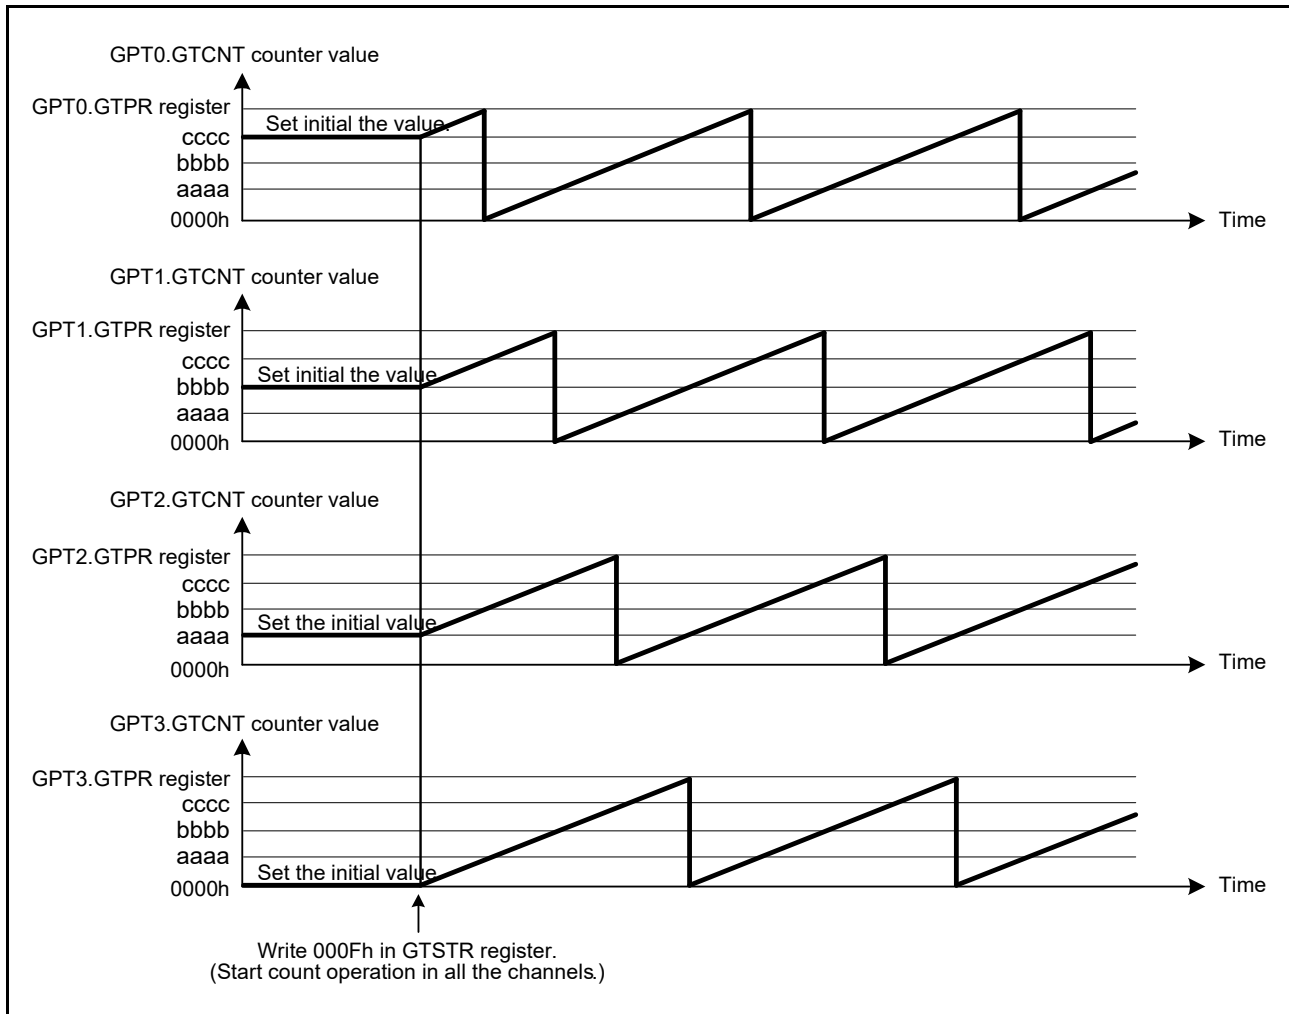 GPT0.GTCNT counter value
GPT0.GTPR register
Set initial the value.
cccc
bbbb
aaaa
0000h
Time
GPT1.GTCNT counter value
GPT1.GTPR register
cccc
Set initial the value
bbbb
aaaa
0000h
Time
GPT2.GTCNT counter value
GPT2.GTPR register
cccc
bbbb
Set the initial value
aaaa
0000h
Time
GPT3.GTCNT counter value
GPT3.GTPR register
cccc
bbbb
aaaa
Set the initial value
0000h
Time
Write 000Fh in GTSTR register.
(Start count operation in all the channels.)